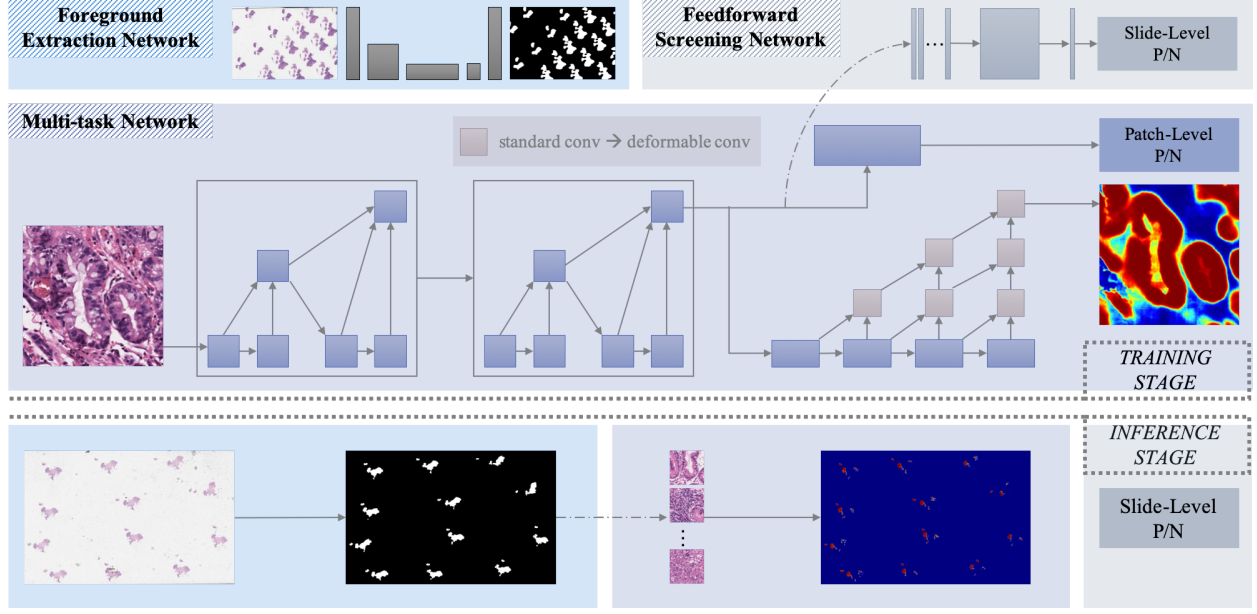 Foreground
Extraction Network
Feedforward
Screening Network
...
Slide-Level
P/N
Multi-task Network
standard conv → deformable conv
Patch-Level
P/N
TRAINING
STAGE
INFERENCE
STAGE
Slide-Level
P/N